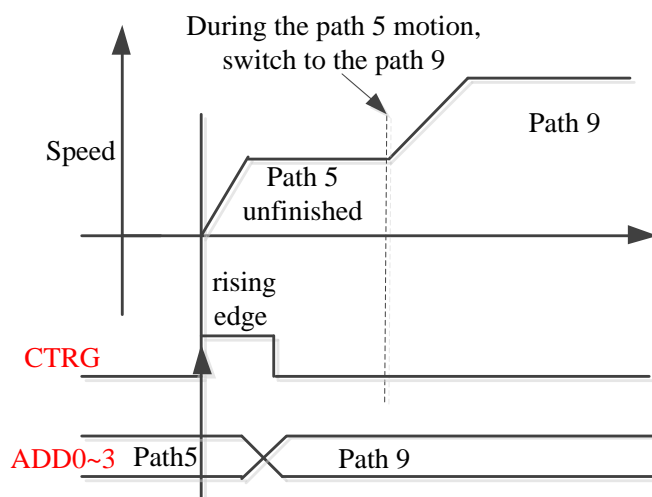 During the path 5 motion,
switch to the path 9
Path 9
Speed
Path 5
unfinished
rising
edge
CTRG
ADD0~3
Path5
Path 9